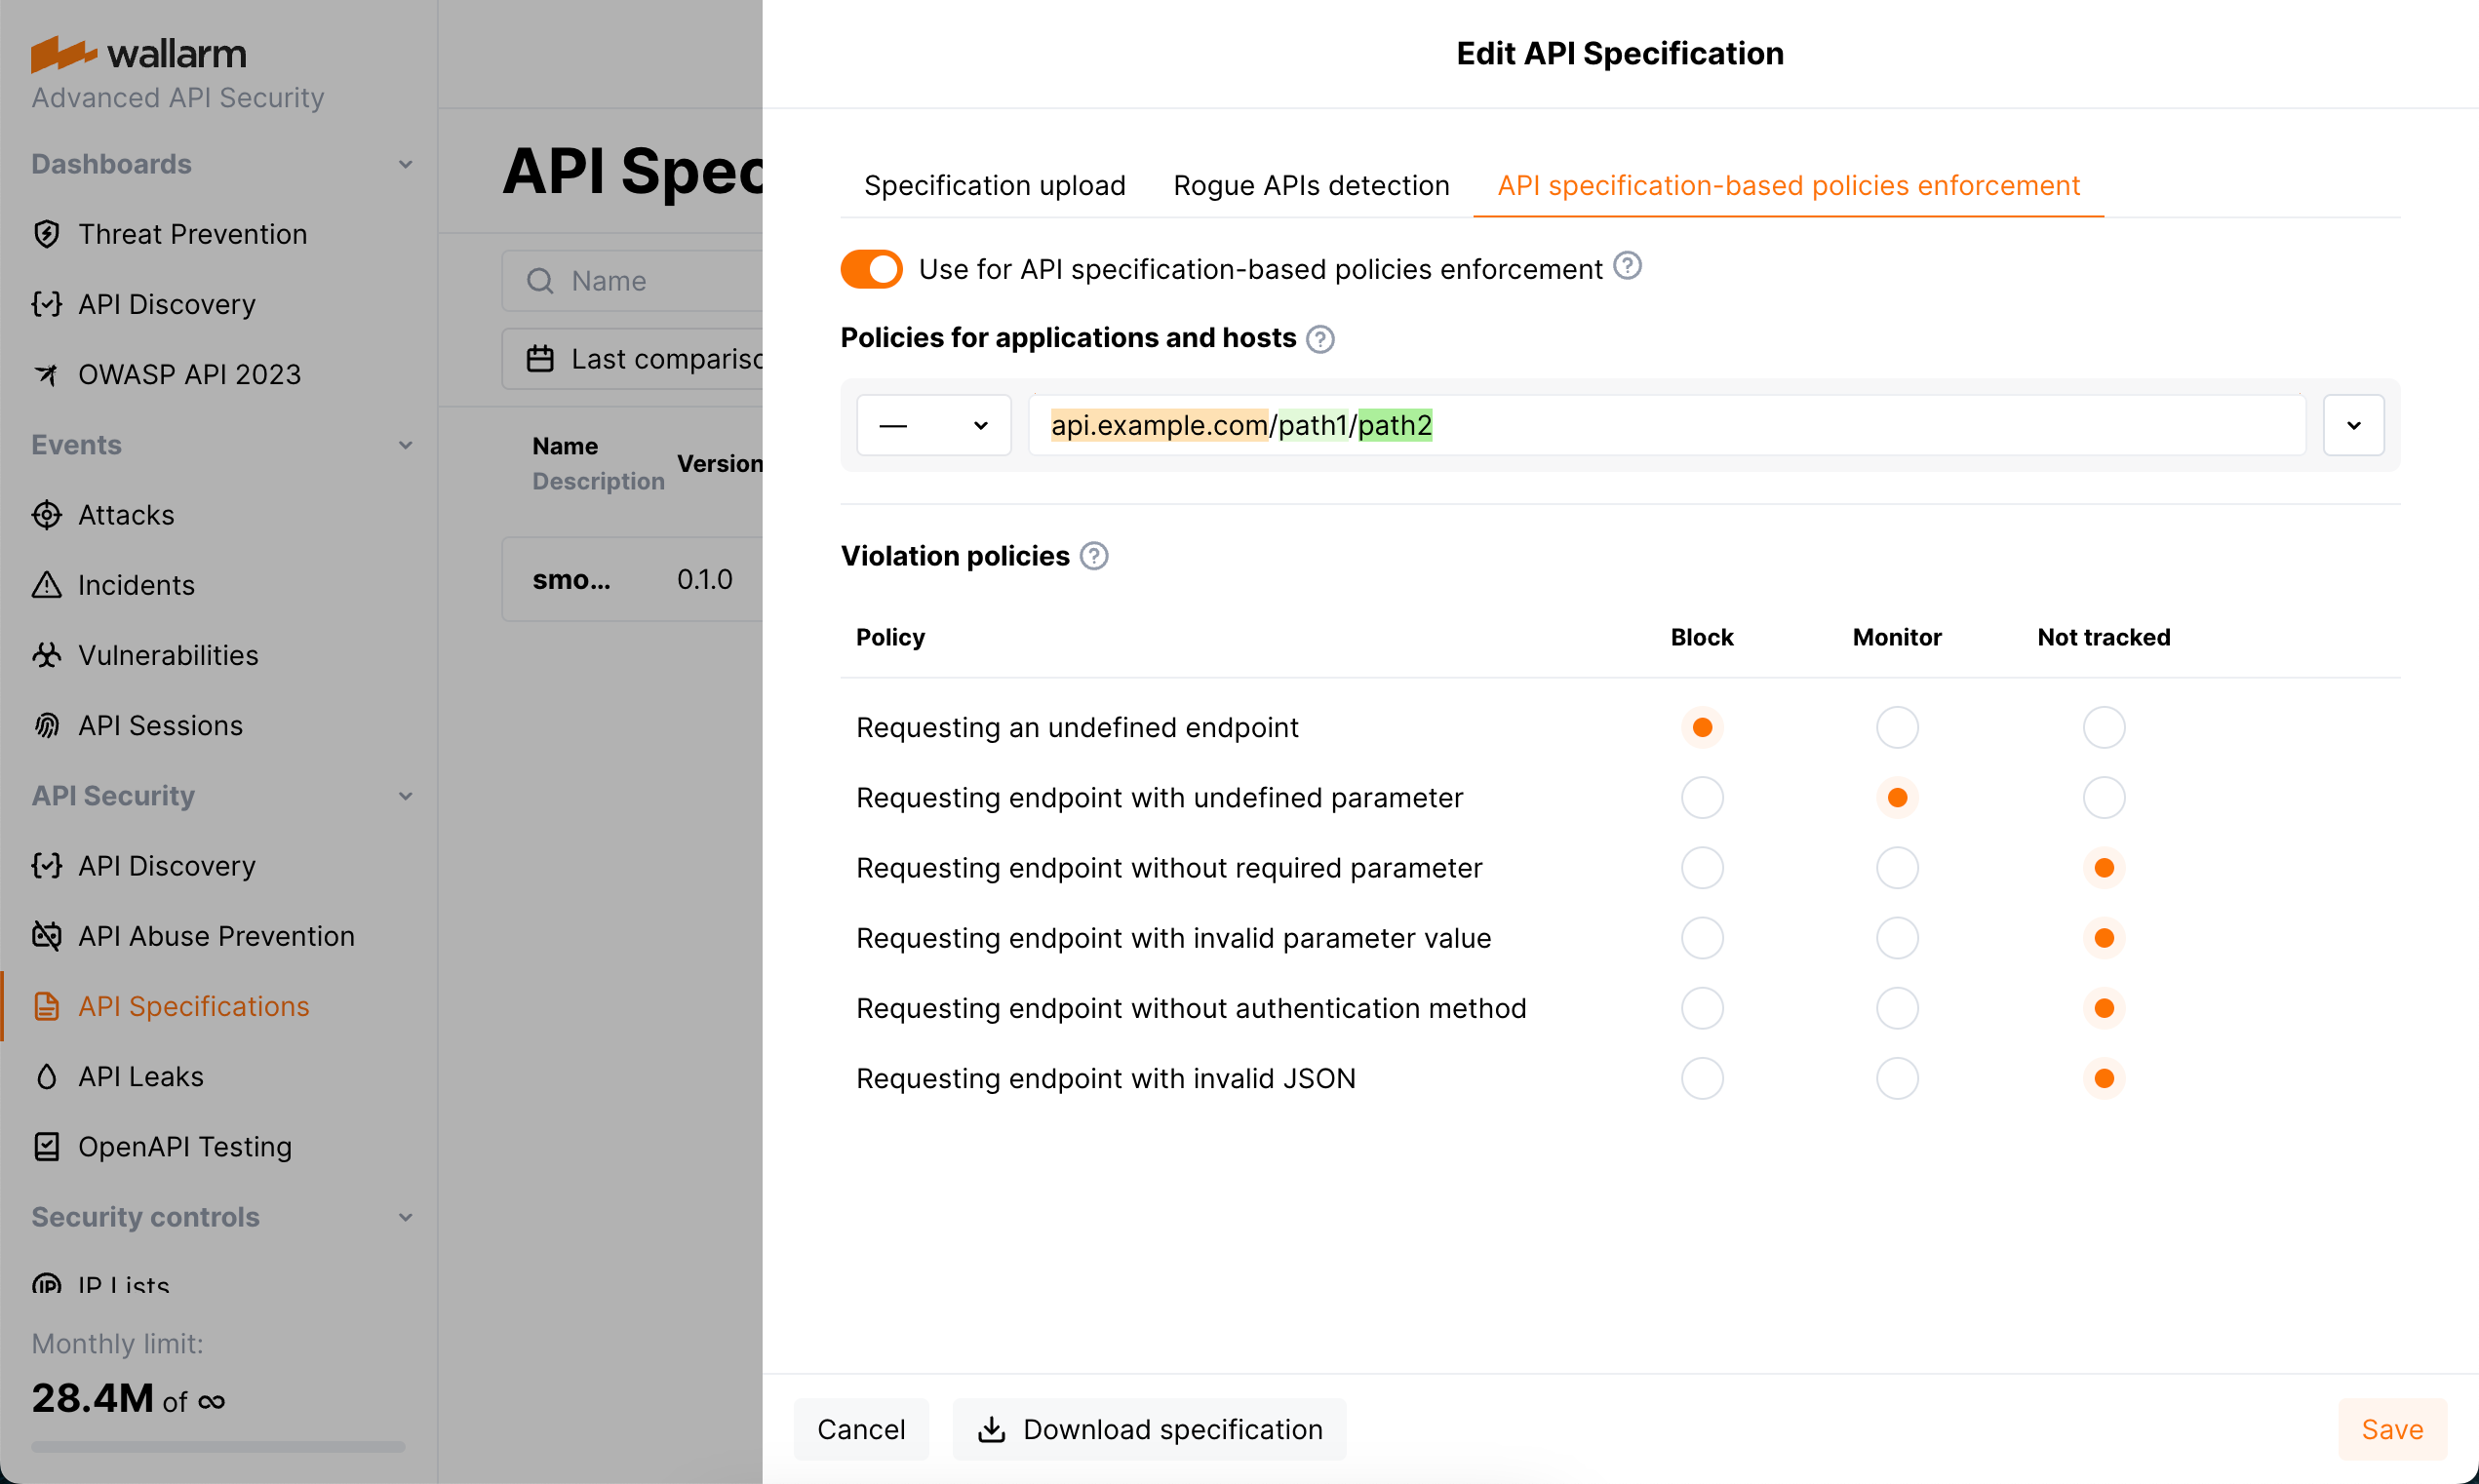 wallarm
Advanced API Security
Dashboards
Threat Prevention
API Discovery
OWASP API 2023
Events
Attacks
Incidents
Vulnerabilities
API Sessions
API Security
API Discovery
API Abuse Prevention
API Specifications
API Leaks
OpenAPI Testing
Security controls
IP Lists
Monthly limit:
28.4M of ∞
API Spec
Name
Last compariso
Name
Description
Version
smo...
0.1.0
Edit API Specification
Specification upload
Rogue APIs detection
API specification-based policies enforcement
Use for API specification-based policies enforcement ?
Policies for applications and hosts ?
— api.example.com/path1/path2
Violation policies ?
Policy Block Monitor Not tracked
Requesting an undefined endpoint
Requesting endpoint with undefined parameter
Requesting endpoint without required parameter
Requesting endpoint with invalid parameter value
Requesting endpoint without authentication method
Requesting endpoint with invalid JSON
Cancel
Download specification
Save